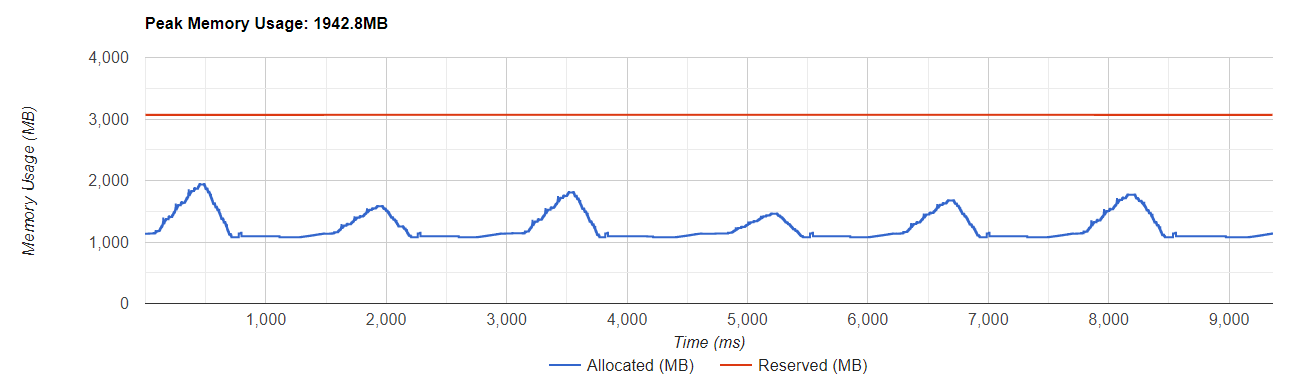 Peak Memory Usage: 1942.8MB
Memory Usage (MB)
4,000
3,000
2,000
1,000
0
1,000 2,000 3,000 4,000 5,000 6,000 7,000 8,000 9,000
Time (ms)
Allocated (MB) Reserved (MB)